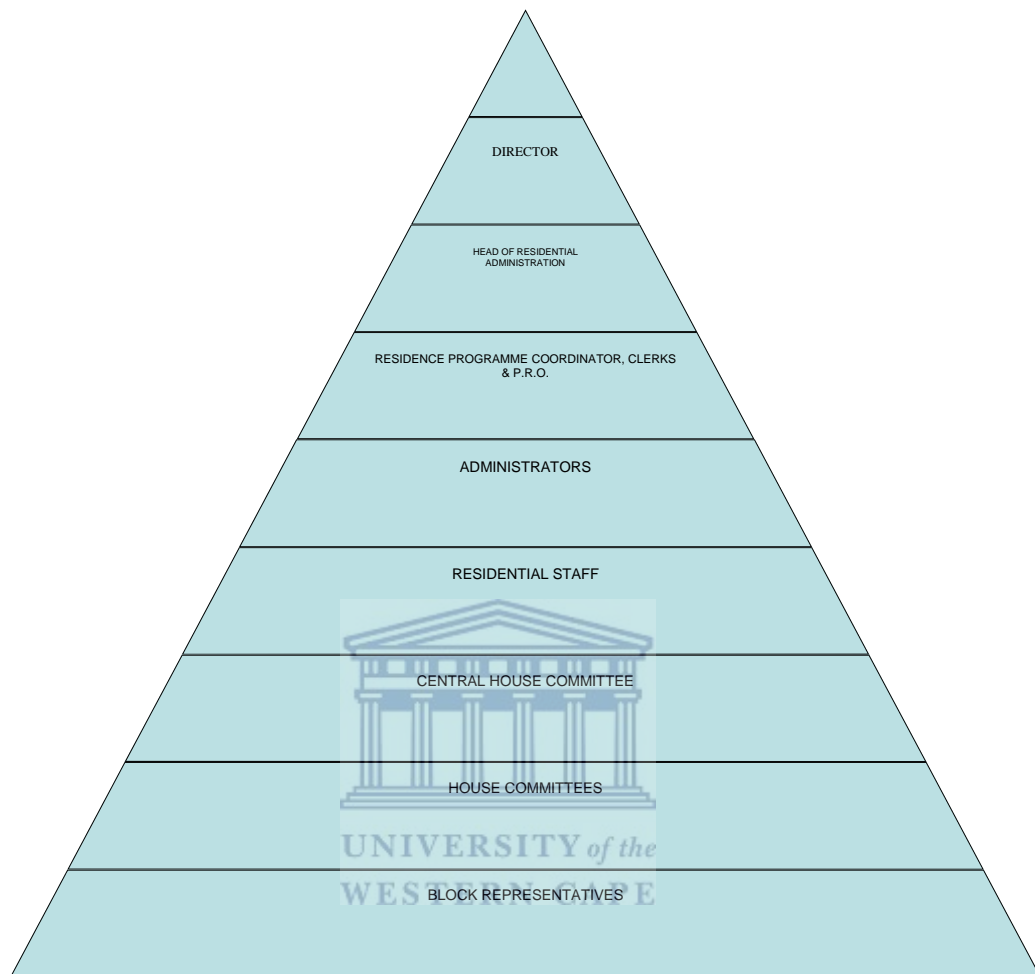 DIRECTOR
HEAD OF RESIDENTIAL
ADMINISTRATION
RESIDENCE PROGRAMME COORDINATOR, CLERKS
& P.R.O.
ADMINISTRATORS
RESIDENTIAL STAFF
CENTRAL HOUSE COMMITTEE
HOUSE COMMITTEES
UNIVERSITY of the
WESTERN CAPE
BLOCK REPRESENTATIVES